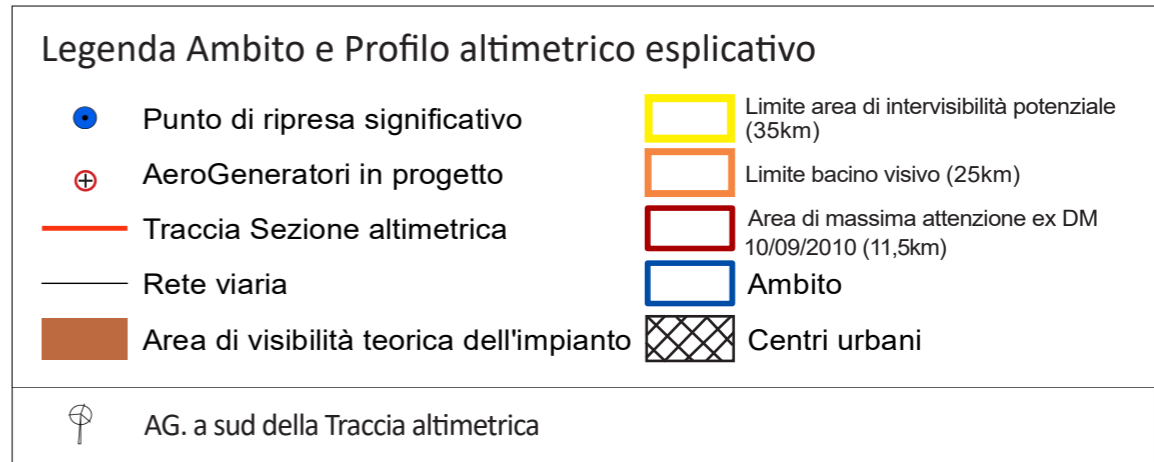 Legenda Ambito e Profilo altimetrico esplicativo
Punto di ripresa significativo
AeroGeneratori in progetto
Traccia Sezione altimetrica
Rete viaria
Area di visibilità teorica dell'impianto
Limite area di intervisibilità potenziale
(35km)
Limite bacino visivo (25km)
Area di massima attenzione ex DM
10/09/2010 (11,5km)
Ambito
Centri urbani
AG. a sud della Traccia altimetrica